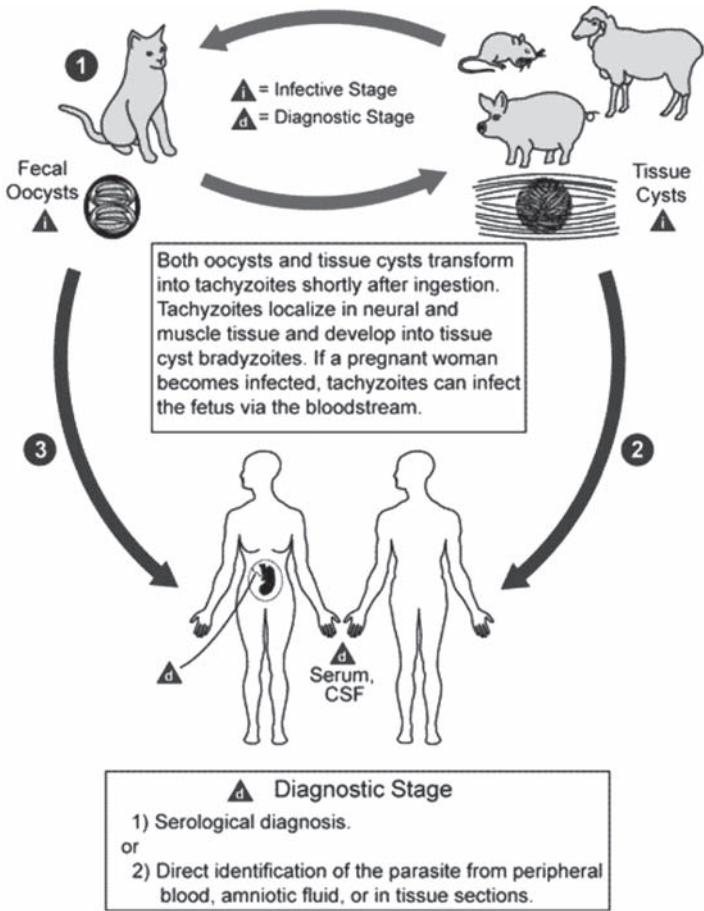 1
i = Infective Stage
d = Diagnostic Stage
Fecal
Oocysts
i
Tissue
Cysts
i
Both oocysts and tissue cysts transform
into tachyzoites shortly after ingestion.
Tachyzoites localize in neural and
muscle tissue and develop into tissue
cyst bradyzoites. If a pregnant woman
becomes infected, tachyzoites can infect
the fetus via the bloodstream.
3
2
d
d
Serum,
CSF
d Diagnostic Stage
1) Serological diagnosis.
or
2) Direct identification of the parasite from peripheral
blood, amniotic fluid, or in tissue sections.